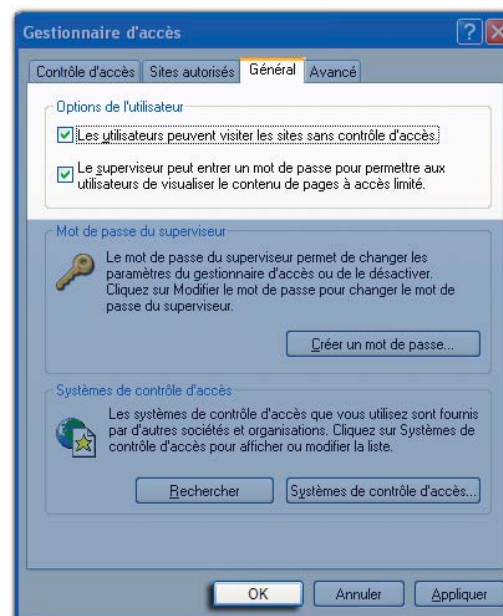 Gestionnaire d'accès
Contrôle d'accès Sites autorisés Général Avancé
Options de l'utilisateur
Les utilisateurs peuvent visiter les sites sans contrôle d'accès.
Le superviseur peut entrer un mot de passe pour permettre aux
utilisateurs de visualiser le contenu de pages à accès limité.
Mot de passe du superviseur
Le mot de passe du superviseur permet de changer les
paramètres du gestionnaire d'accès ou de le désactiver.
Cliquez sur Modifier le mot de passe pour changer le mot de
passe du superviseur.
Créer un mot de passe...
Systèmes de contrôle d'accès
Les systèmes de contrôle d'accès que vous utilisez sont fournis
par d'autres sociétés et organisations. Cliquez sur Systèmes de
contrôle d'accès pour afficher ou modifier la liste.
Rechercher Systèmes de contrôle d'accès...
OK Annuler Appliquer